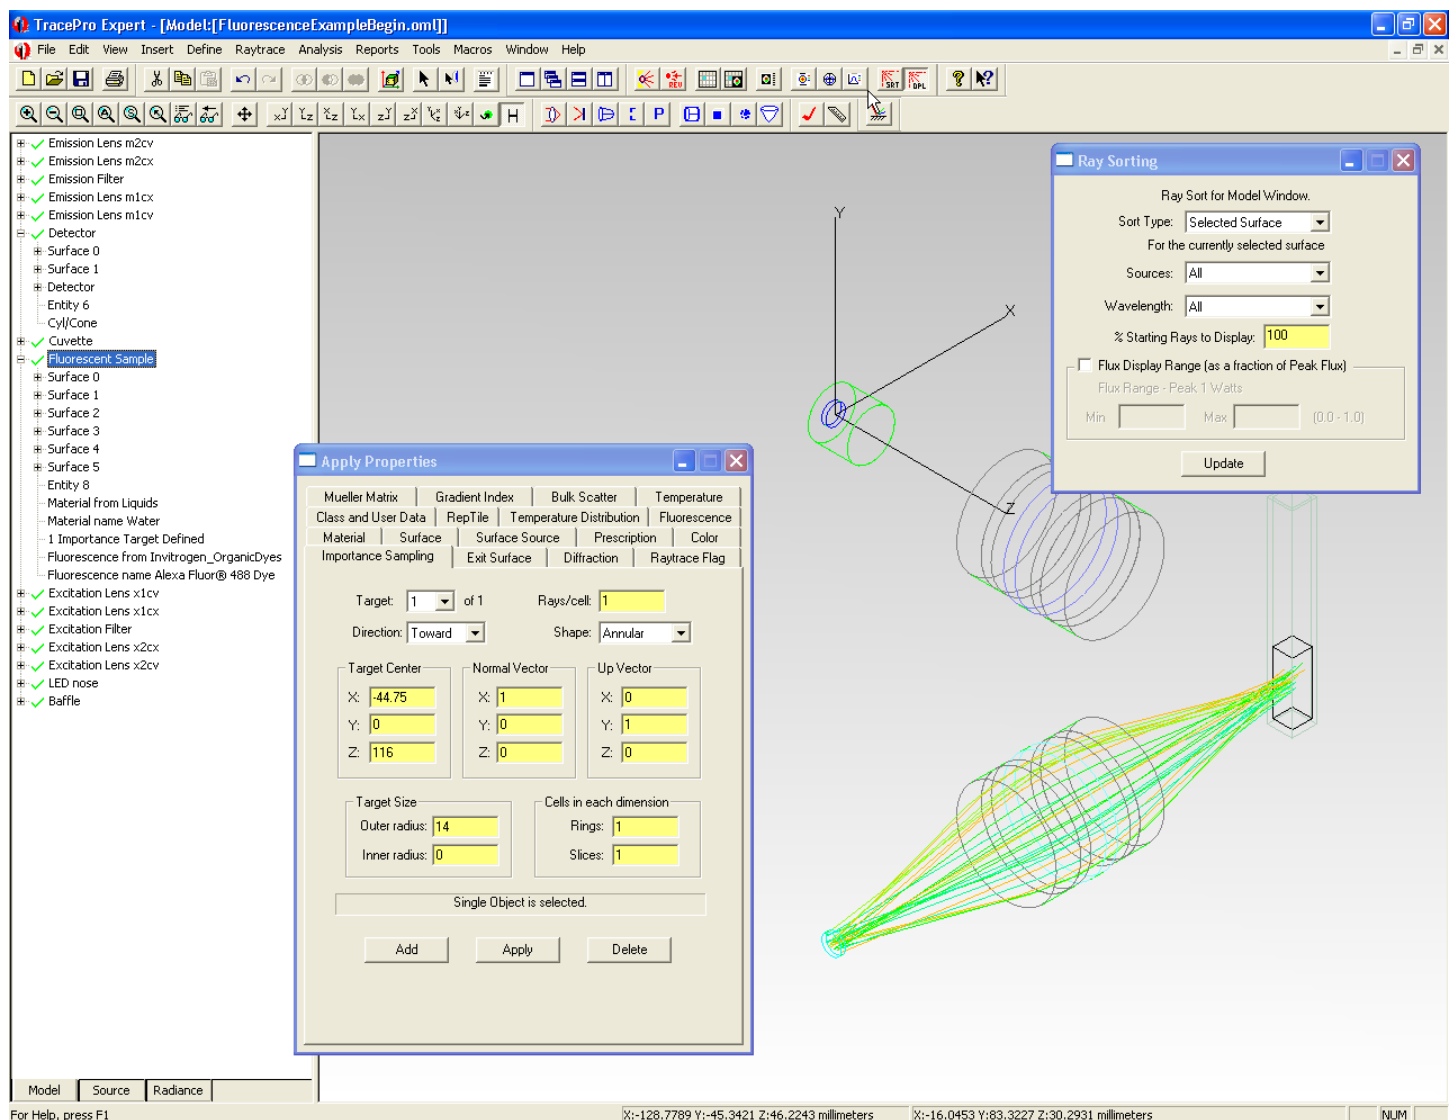 TracePro Expert - [Model:[FluorescenceExampleBegin.oml]]
File Edit View Insert Define Raytrace Analysis Reports Tools Macros Window Help
REV SRT DPL
H P
Emission Lens m2cv
Emission Lens m2cx
Emission Filter
Emission Lens m1cx
Emission Lens m1cv
Detector
Surface 0
Surface 1
Detector
Entity 6
Cyl/Cone
Cuvette
Fluorescent Sample
Surface 0
Surface 1
Surface 2
Surface 3
Surface 4
Surface 5
Entity 8
Material from Liquids
Material name Water
1 Importance Target Defined
Fluorescence from Invitrogen_OrganicDyes
Fluorescence name Alexa Fluor® 488 Dye
Excitation Lens x1cv
Excitation Lens x1cx
Excitation Filter
Excitation Lens x2cx
Excitation Lens x2cv
LED nose
Baffle
Model Source Radiance
Y
X
Z
Ray Sorting
Ray Sort for Model Window.
Sort Type: Selected Surface
For the currently selected surface
Sources: All
Wavelength: All
% Starting Rays to Display: 100
Flux Display Range (as a fraction of Peak Flux)
Flux Range - Peak 1 Watts
Min Max (0.0 - 1.0)
Update
Apply Properties
Mueller Matrix Gradient Index Bulk Scatter Temperature
Class and User Data RepTile Temperature Distribution Fluorescence
Material Surface Surface Source Prescription Color
Importance Sampling Exit Surface Diffraction Raytrace Flag
Target: 1 of 1 Rays/cell: 1
Direction: Toward Shape: Annular
Target Center Normal Vector Up Vector
X: -44.75 X: 1 X: 0
Y: 0 Y: 0 Y: 1
Z: 116 Z: 0 Z: 0
Target Size Cells in each dimension
Outer radius: 14 Rings: 1
Inner radius: 0 Slices: 1
Single Object is selected.
Add Apply Delete
For Help, press F1 X:-128.7789 Y:-45.3421 Z:46.2243 millimeters X:-16.0453 Y:83.3227 Z:30.2931 millimeters NUM